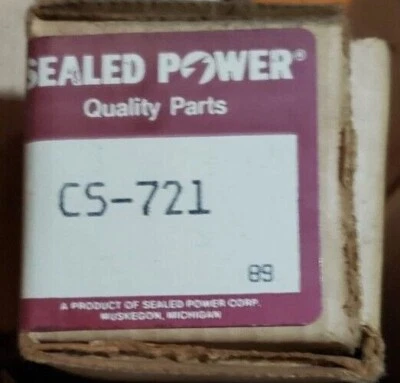 SEALED POWER®
Quality Parts
CS-721
89
A PRODUCT OF SEALED POWER CORP.
MUSKEGON, MICHIGAN